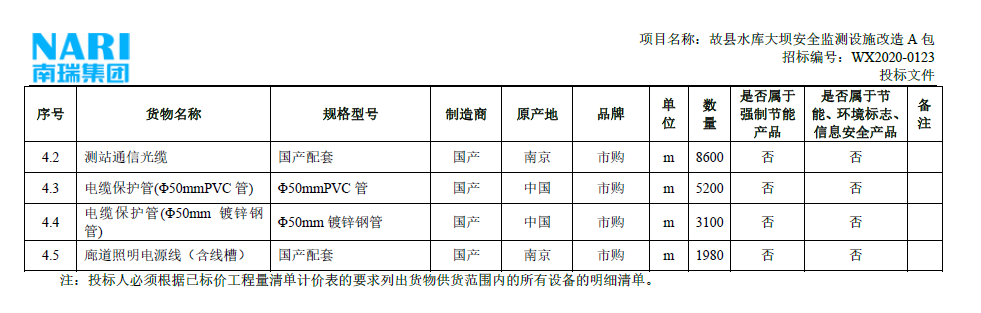 NARI
南瑞集团
项目名称：故县水库大坝安全监测设施改造 A 包
招标编号：WX2020-0123
投标文件
序号 货物名称 规格型号 制造商 原产地 品牌 单位 数量 是否属于强制节能产品 是否属于节能、环境标志、信息安全产品 备注
4.2 测站通信光缆 国产配套 国产 南京 市购 m 8600 否 否
4.3 电缆保护管(Φ50mmPVC 管) Φ50mmPVC 管 国产 中国 市购 m 5200 否 否
4.4 电缆保护管(Φ50mm 镀锌钢管) Φ50mm 镀锌钢管 国产 中国 市购 m 3100 否 否
4.5 廊道照明电源线（含线槽） 国产配套 国产 南京 市购 m 1980 否 否
注：投标人必须根据已标价工程量清单计价表的要求列出货物供货范围内的所有设备的明细清单。